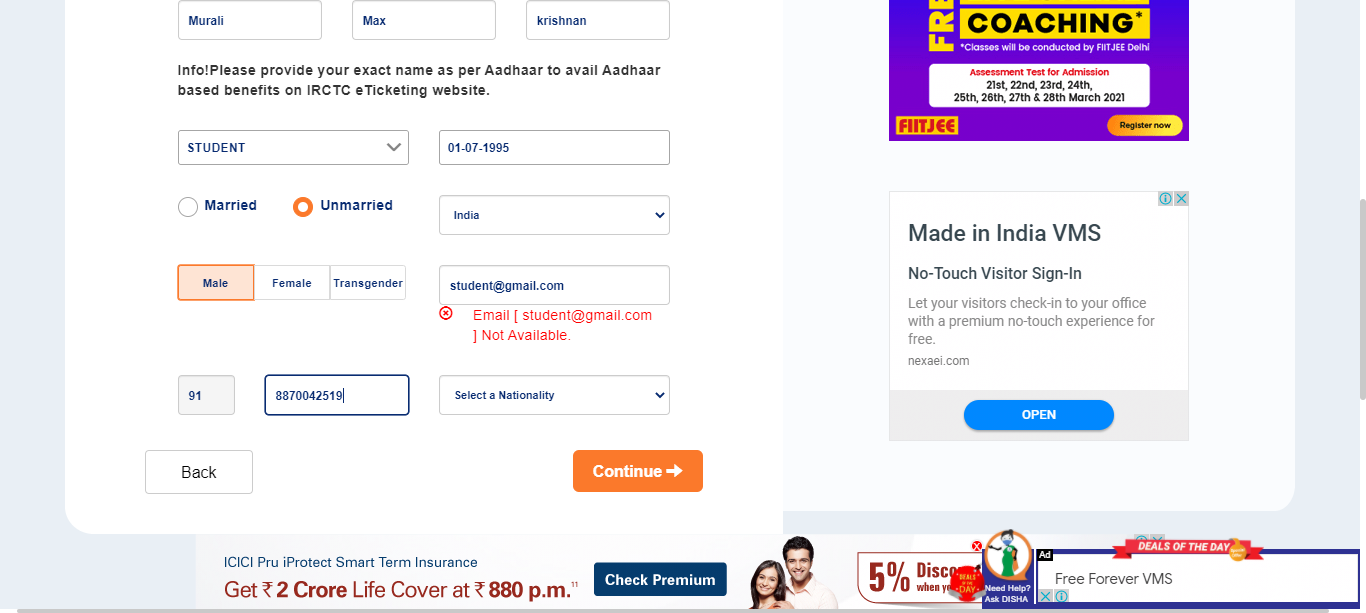 Murali
Max
krishnan
Info!Please provide your exact name as per Aadhaar to avail Aadhaar
based benefits on IRCTC eTicketing website.
STUDENT
01-07-1995
Married
Unmarried
India
Male
Female
Transgender
student@gmail.com
Email [ student@gmail.com
] Not Available.
91
8870042519
Select a Nationality
Back
Continue
FREE
COACHING*
*Classes will be conducted by FIITJEE Delhi
Assessment Test for Admission
21st, 22nd, 23rd, 24th,
25th, 26th, 27th & 28th March 2021
FIITJEE
Register now
Made in India VMS
No-Touch Visitor Sign-In
Let your visitors check-in to your office
with a premium no-touch experience for
free.
nexaei.com
OPEN
ICICI Pru iProtect Smart Term Insurance
Get ₹ 2 Crore Life Cover at ₹ 880 p.m.11
Check Premium
5% Disco
when yo
DEALS
OF THE
DAY
Need Help?
Ask DISHA
Ad
DEALS OF THE DAY
Free Forever VMS